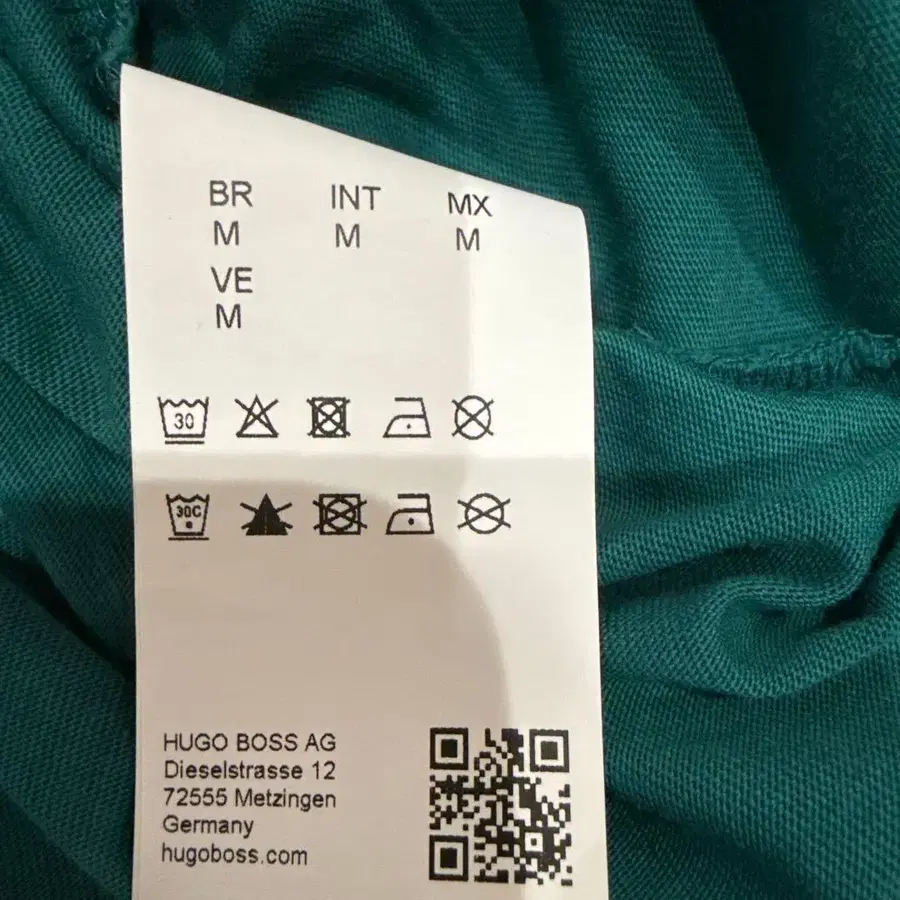 BR INT MX
M M M
VE
M
30
30C
HUGO BOSS AG
Dieselstrasse 12
72555 Metzingen
Germany
hugoboss.com